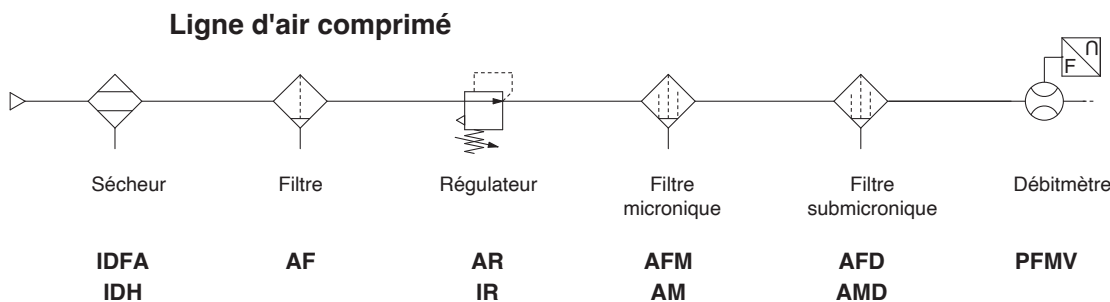 Ligne d'air comprimé
F
U
Sécheur
Filtre
Régulateur
Filtre
micronique
Filtre
submicronique
Débitmètre
IDFA
IDH
AF
AR
IR
AFM
AM
AFD
AMD
PFMV